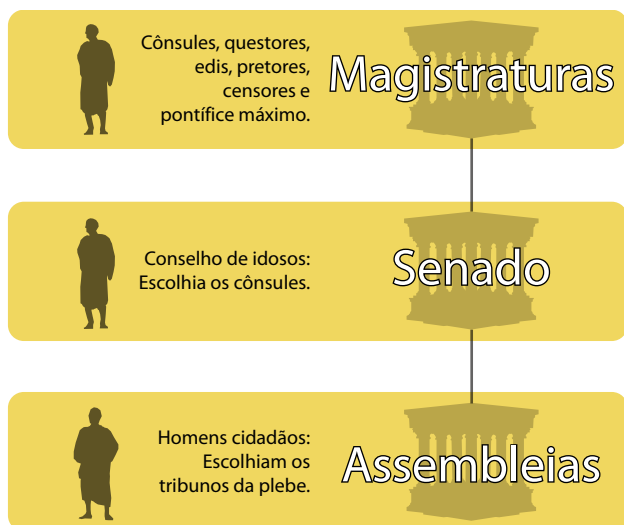 Cônsules, questores,
edis, pretores,
censores e
pontífice máximo.
Magistraturas
Conselho de idosos:
Escolhia os cônsules.
Senado
Homens cidadãos:
Escolhiam os
tribunos da plebe.
Assembleias